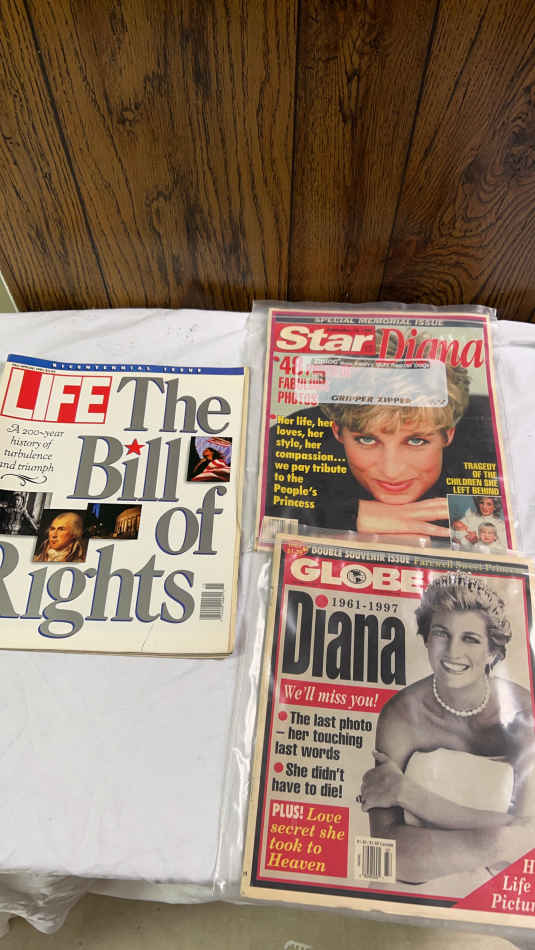 BICENTENNIAL ISSUE
LIFE
The
Bill
of
Rights
A 200-year
history of
turbulence
and triumph
SPECIAL MEMORIAL ISSUE
Star Diana
PHOTOS
GRIPPER ZIPPER
Her life, her
loves, her
style, her
compassion...
we pay tribute
to the
People's
Princess
TRAGEDY
OF THE
CHILDREN SHE
LEFT BEHIND
DOUBLE SOUVENIR ISSUE Farewell Sweet
GLOBE
1961-1997
Diana
We'll miss you!
The last photo
– her touching
last words
She didn't
have to die!
PLUS! Love
secret she
took to
Heaven
Life